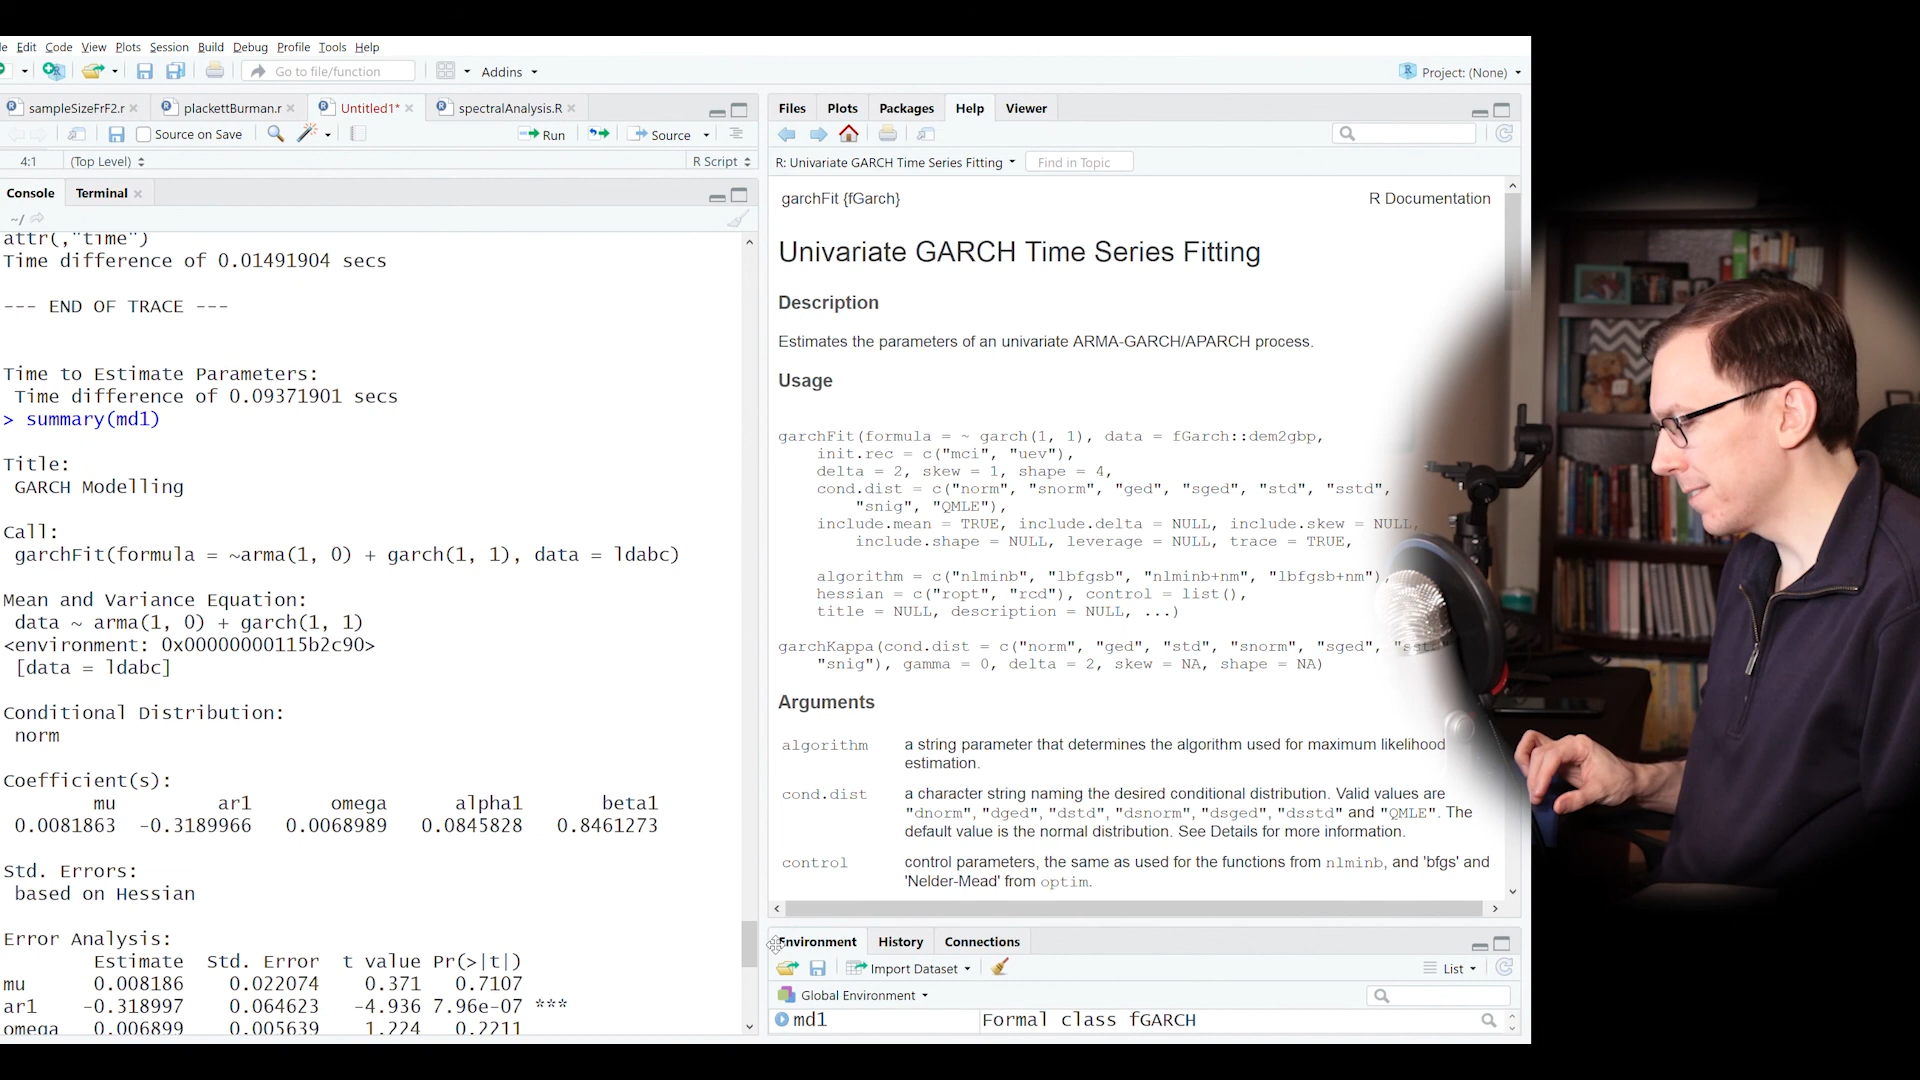 Edit Code View Plots Session Build Debug Profile Tools Help
Go to file/function Addins Project: (None)
sampleSizeFrF2.r plackettBurman.r Untitled1* spectralAnalysis.R
Source on Save Run Source
4:1 (Top Level) R Script
Console Terminal
~/
attr(,"time")
Time difference of 0.01491904 secs
--- END OF TRACE ---
Time to Estimate Parameters:
Time difference of 0.09371901 secs
> summary(md1)
Title:
GARCH Modelling
Call:
garchFit(formula = ~arma(1, 0) + garch(1, 1), data = ldabc)
Mean and Variance Equation:
data ~ arma(1, 0) + garch(1, 1)
<environment: 0x00000000115b2c90>
[data = ldabc]
Conditional Distribution:
norm
Coefficient(s):
mu ar1 omega alpha1 beta1
0.0081863 -0.3189966 0.0068989 0.0845828 0.8461273
Std. Errors:
based on Hessian
Error Analysis:
Estimate Std. Error t value Pr(>|t|)
mu 0.008186 0.022074 0.371 0.7107
ar1 -0.318997 0.064623 -4.936 7.96e-07 ***
omega 0.006899 0.005639 1.224 0.2211
Files Plots Packages Help Viewer
R: Univariate GARCH Time Series Fitting Find in Topic
garchFit {fGarch} R Documentation
Univariate GARCH Time Series Fitting
Description
Estimates the parameters of an univariate ARMA-GARCH/APARCH process.
Usage
garchFit(formula = ~ garch(1, 1), data = fGarch::dem2gbp,
init.rec = c("mci", "uev"),
delta = 2, skew = 1, shape = 4,
cond.dist = c("norm", "snorm", "ged", "sged", "std", "sstd",
"snig", "QMLE"),
include.mean = TRUE, include.delta = NULL, include.skew = NULL,
include.shape = NULL, leverage = NULL, trace = TRUE,
algorithm = c("nlminb", "lbfgsb", "nlminb+nm", "lbfgsb+nm"),
hessian = c("ropt", "rcd"), control = list(),
title = NULL, description = NULL, ...)
garchKappa(cond.dist = c("norm", "ged", "std", "snorm", "sged",
"snig"), gamma = 0, delta = 2, skew = NA, shape = NA)
Arguments
algorithm a string parameter that determines the algorithm used for maximum likelihood
estimation.
cond.dist a character string naming the desired conditional distribution. Valid values are
"dnorm", "dged", "dstd", "dsnorm", "dsged", "dsstd" and "QMLE". The
default value is the normal distribution. See Details for more information.
control control parameters, the same as used for the functions from nlminb, and 'bfgs' and
'Nelder-Mead' from optim.
Environment History Connections
Import Dataset List
Global Environment
md1 Formal class fGARCH